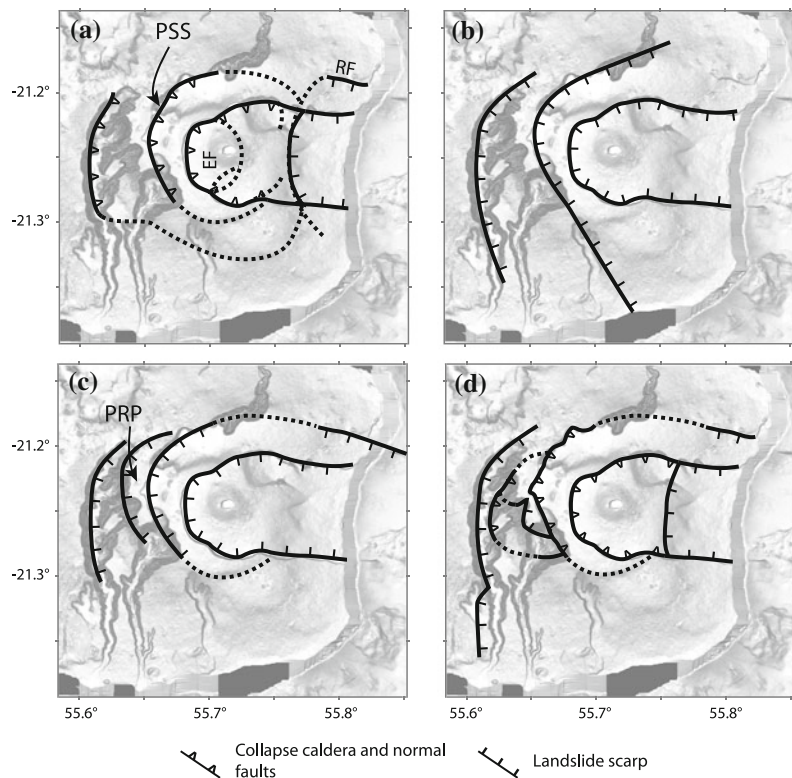 (a)
PSS
RF
EF
(b)
-21.2°
-21.3°
(c)
PRP
(d)
-21.2°
-21.3°
55.6°
55.7°
55.8°
55.6°
55.7°
55.8°
Collapse caldera and normal
faults
Landslide scarp